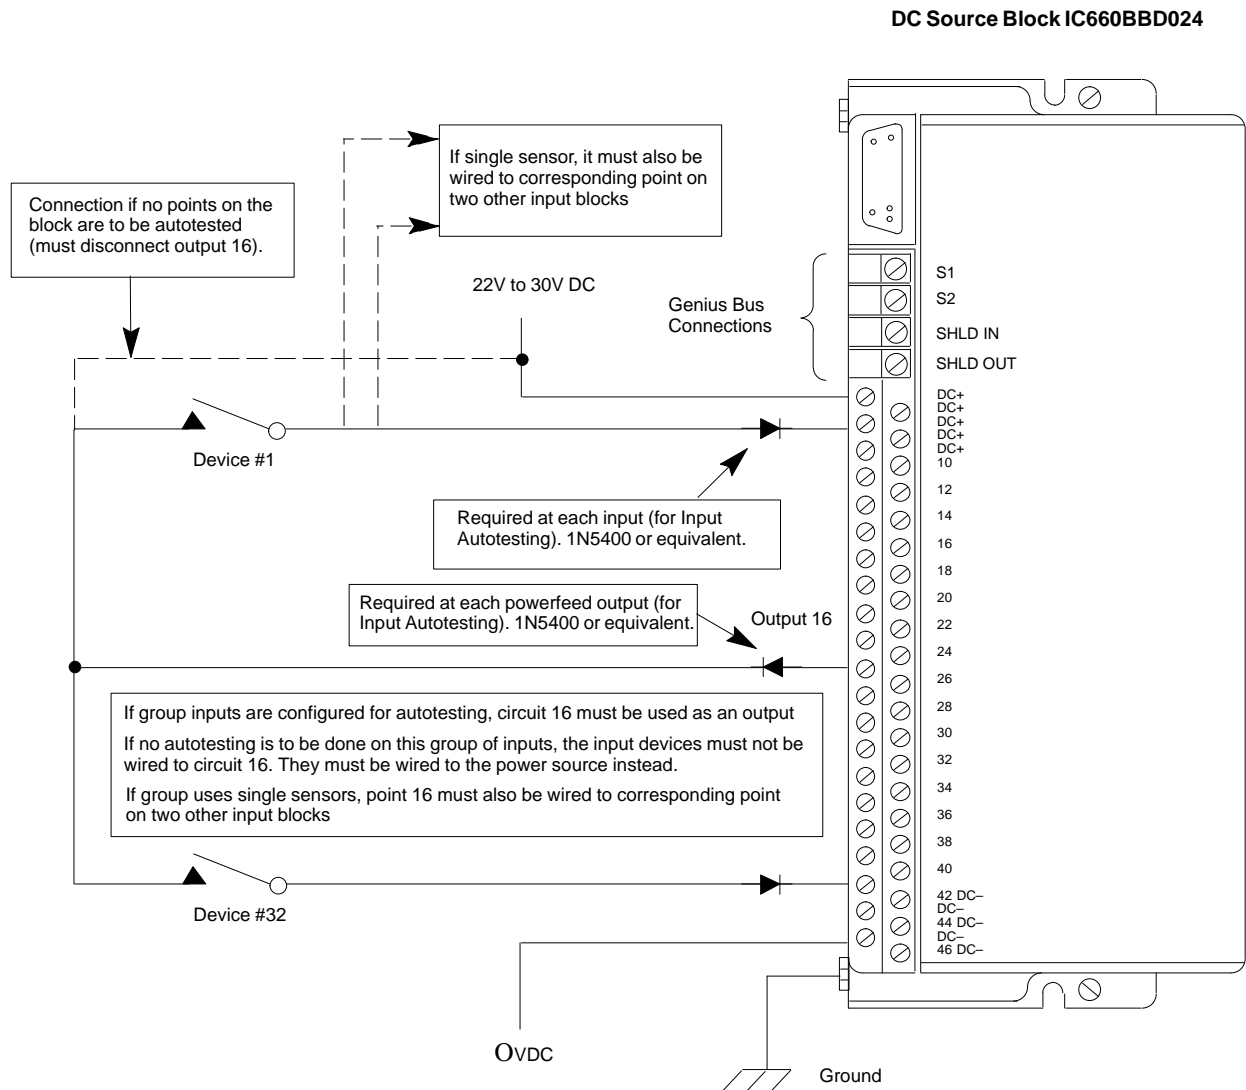 DC Source Block IC660BBD024
If single sensor, it must also be
wired to corresponding point on
two other input blocks
Connection if no points on the
block are to be autotested
(must disconnect output 16).
22V to 30V DC
Genius Bus
Connections
S1
S2
SHLD IN
SHLD OUT
DC+
DC+
DC+
DC+
DC+
10
12
14
16
18
20
22
24
26
28
30
32
34
36
38
40
42 DC–
DC–
44 DC–
DC–
46 DC–
Device #1
Required at each input (for Input
Autotesting). 1N5400 or equivalent.
Required at each powerfeed output (for
Input Autotesting). 1N5400 or equivalent.
Output 16
If group inputs are configured for autotesting, circuit 16 must be used as an output
If no autotesting is to be done on this group of inputs, the input devices must not be
wired to circuit 16. They must be wired to the power source instead.
If group uses single sensors, point 16 must also be wired to corresponding point
on two other input blocks
Device #32
OVDC
Ground